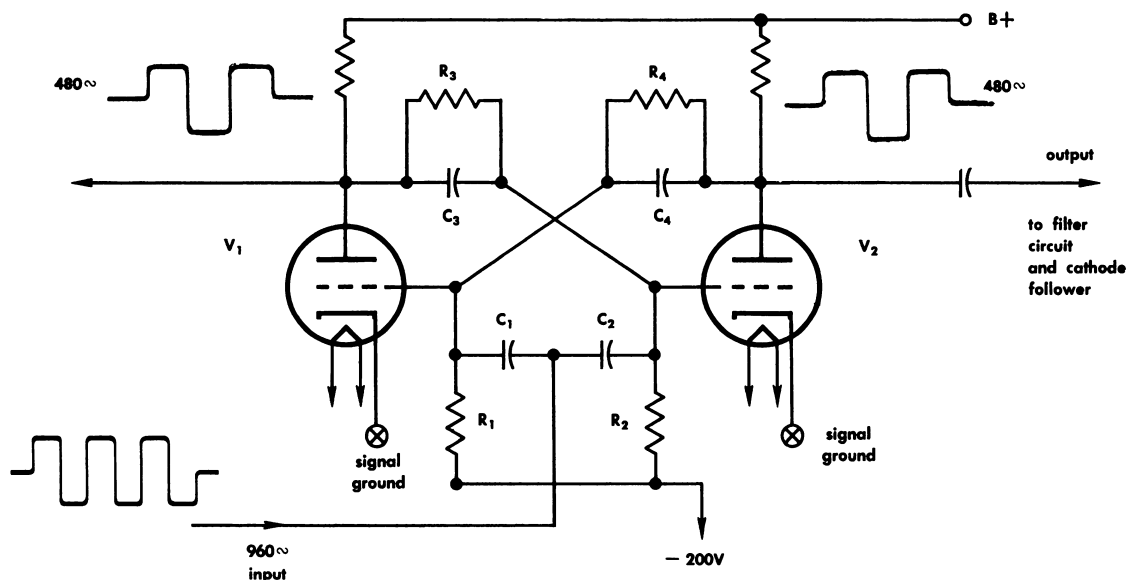 B+
R₃
R₄
480~
480~
output
C₃
C₄
V₁
V₂
to filter
circuit
and cathode
follower
C₁
C₂
R₁
R₂
signal
ground
signal
ground
960~
input
– 200V